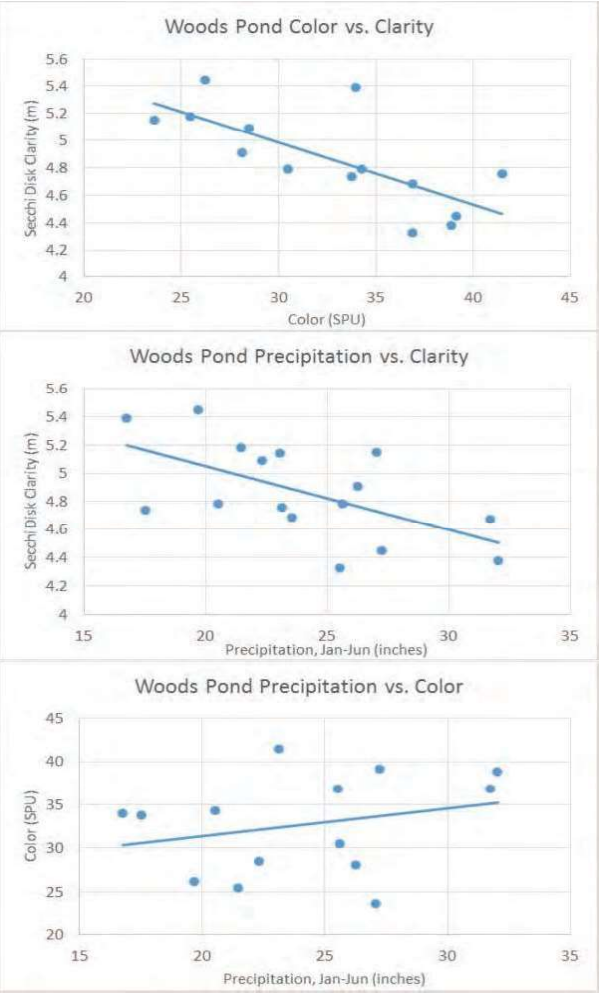 Woods Pond Color vs. Clarity
Secchi Disk Clarity (m)
5.6
5.4
5.2
5
4.8
4.6
4.4
4.2
4
20 25 30 35 40 45
Color (SPU)
Woods Pond Precipitation vs. Clarity
Secchi Disk Clarity (m)
5.6
5.4
5.2
5
4.8
4.6
4.4
4.2
4
15 20 25 30 35
Precipitation, Jan-Jun (inches)
Woods Pond Precipitation vs. Color
Color (SPU)
45
40
35
30
25
20
15 20 25 30 35
Precipitation, Jan-Jun (inches)